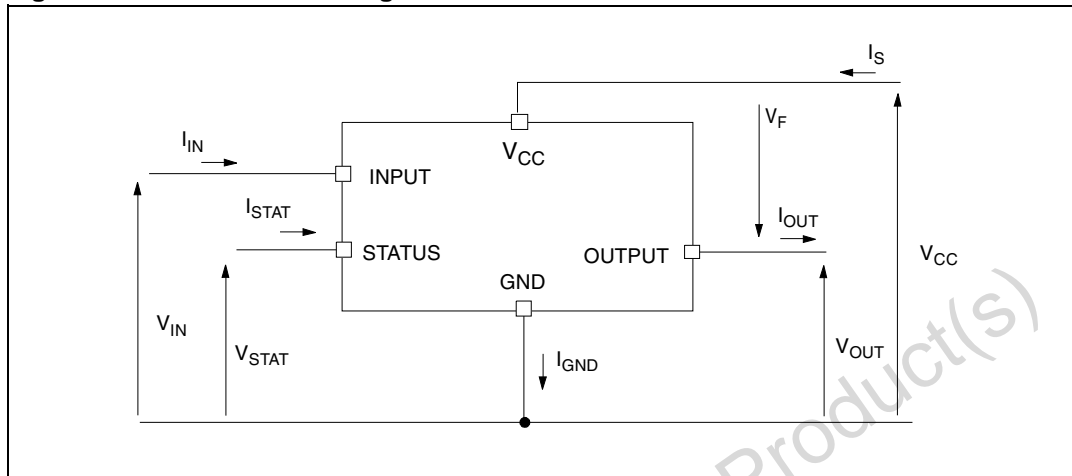 I_S
V_F
I_IN
V_CC
INPUT
I_STAT
I_OUT
STATUS
OUTPUT
V_CC
GND
V_IN
V_STAT
V_OUT
I_GND
Product(s)